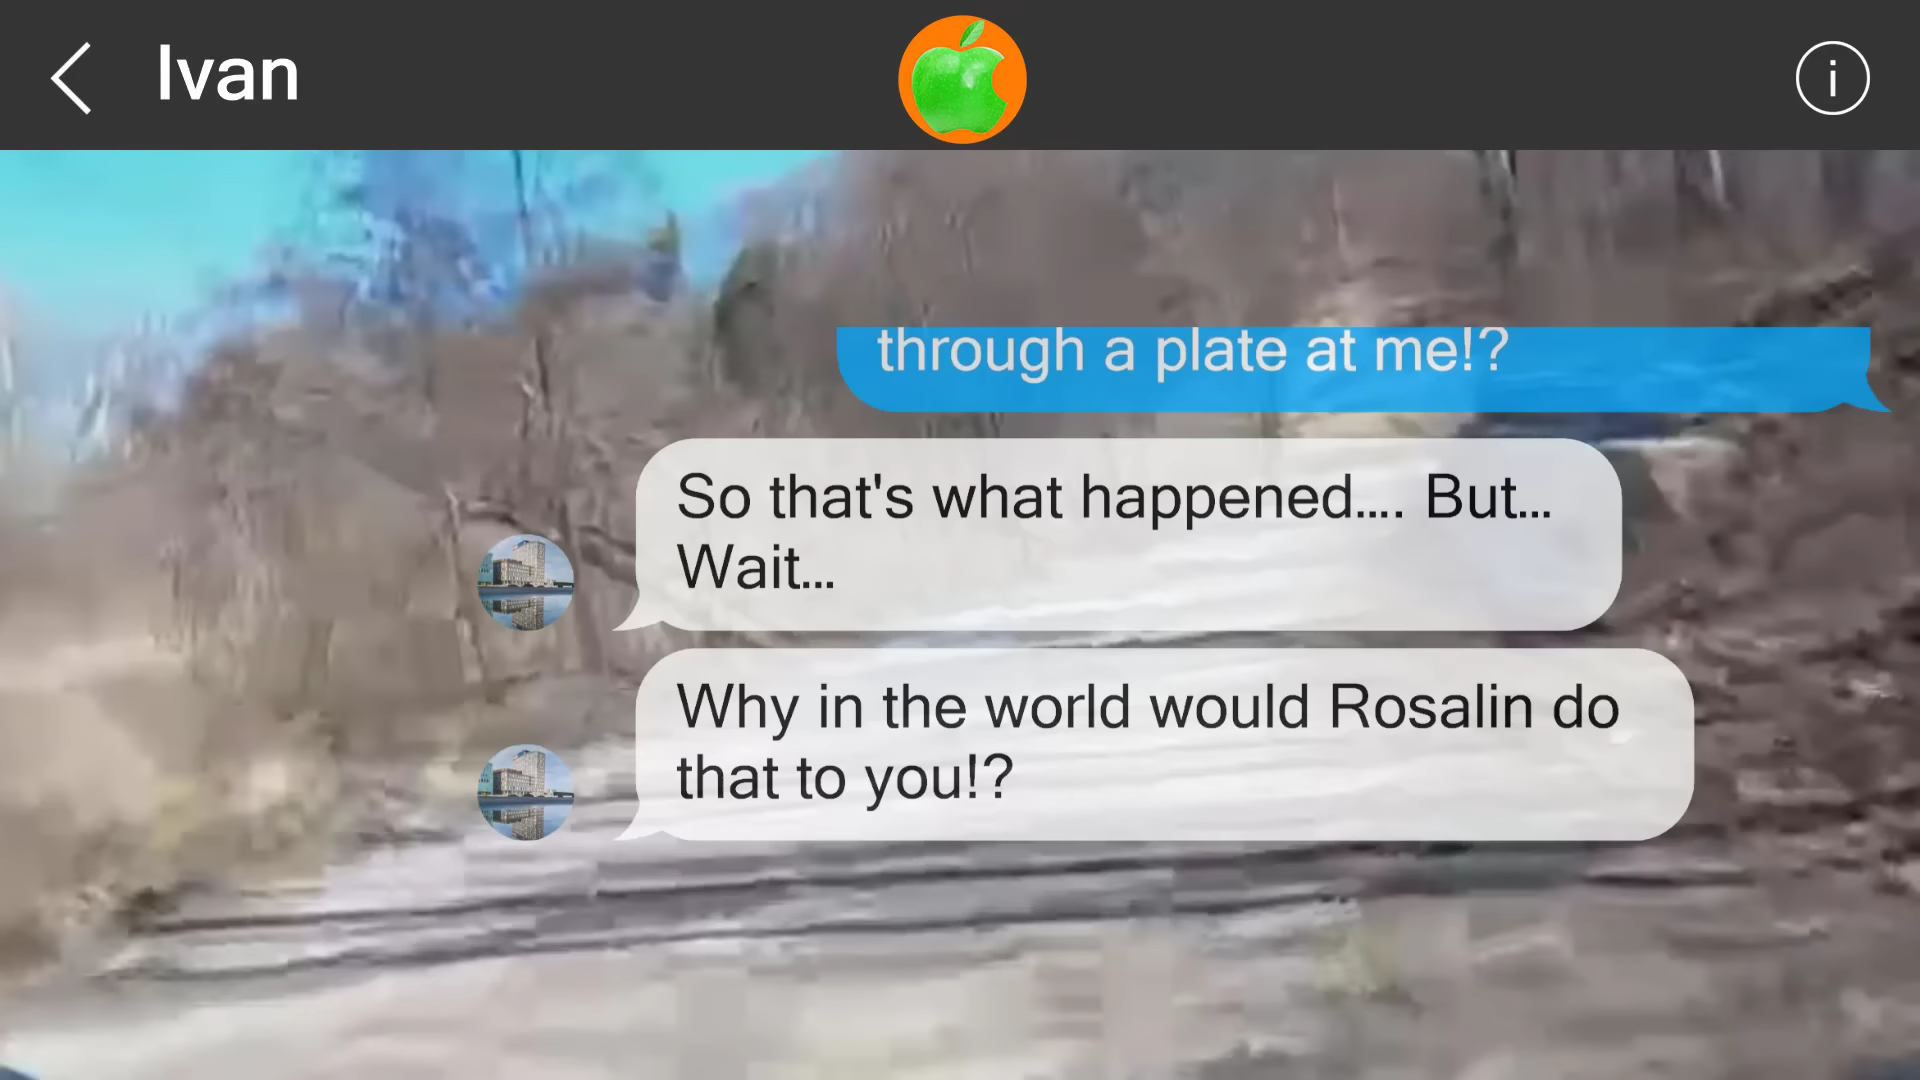 Ivan
through a plate at me!?
So that's what happened.... But...
Wait...
Why in the world would Rosalin do
that to you!?